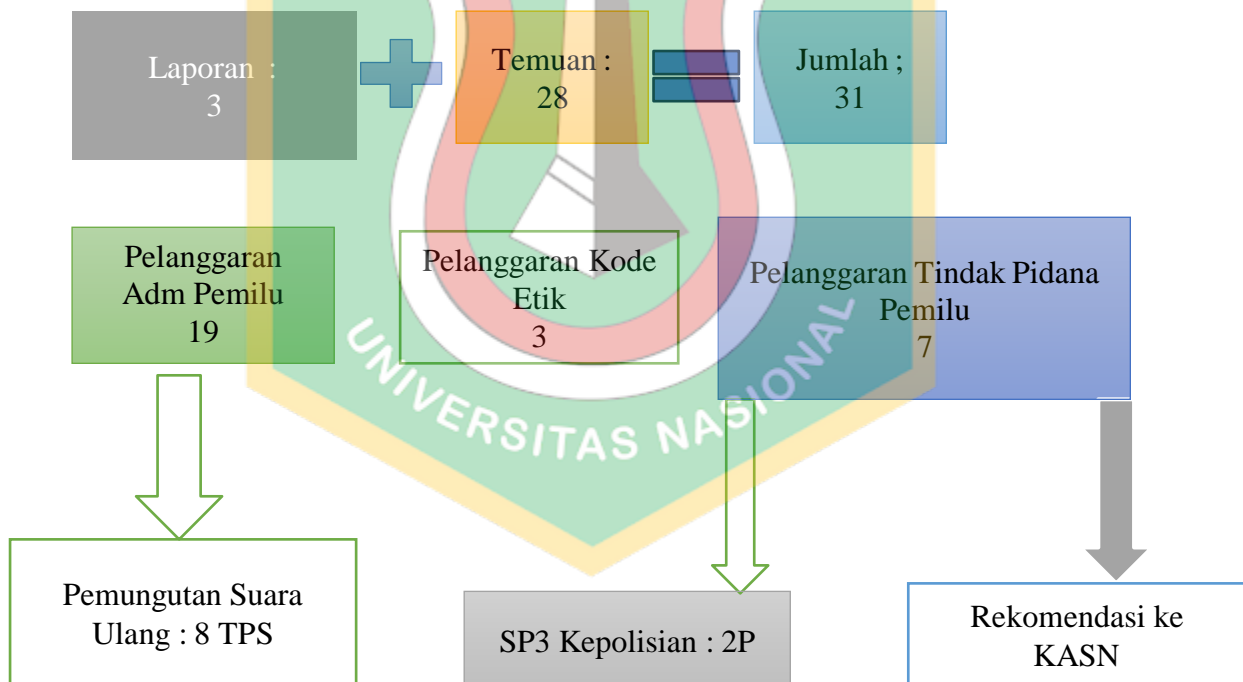 Laporan :
3
Temuan :
28
Jumlah ;
31
Pelanggaran
Adm Pemilu
19
Pelanggaran Kode
Etik
3
Pelanggaran Tindak Pidana
Pemilu
7
UNIVERSITAS NASIONAL
Pemungutan Suara
Ulang : 8 TPS
SP3 Kepolisian : 2P
Rekomendasi ke
KASN